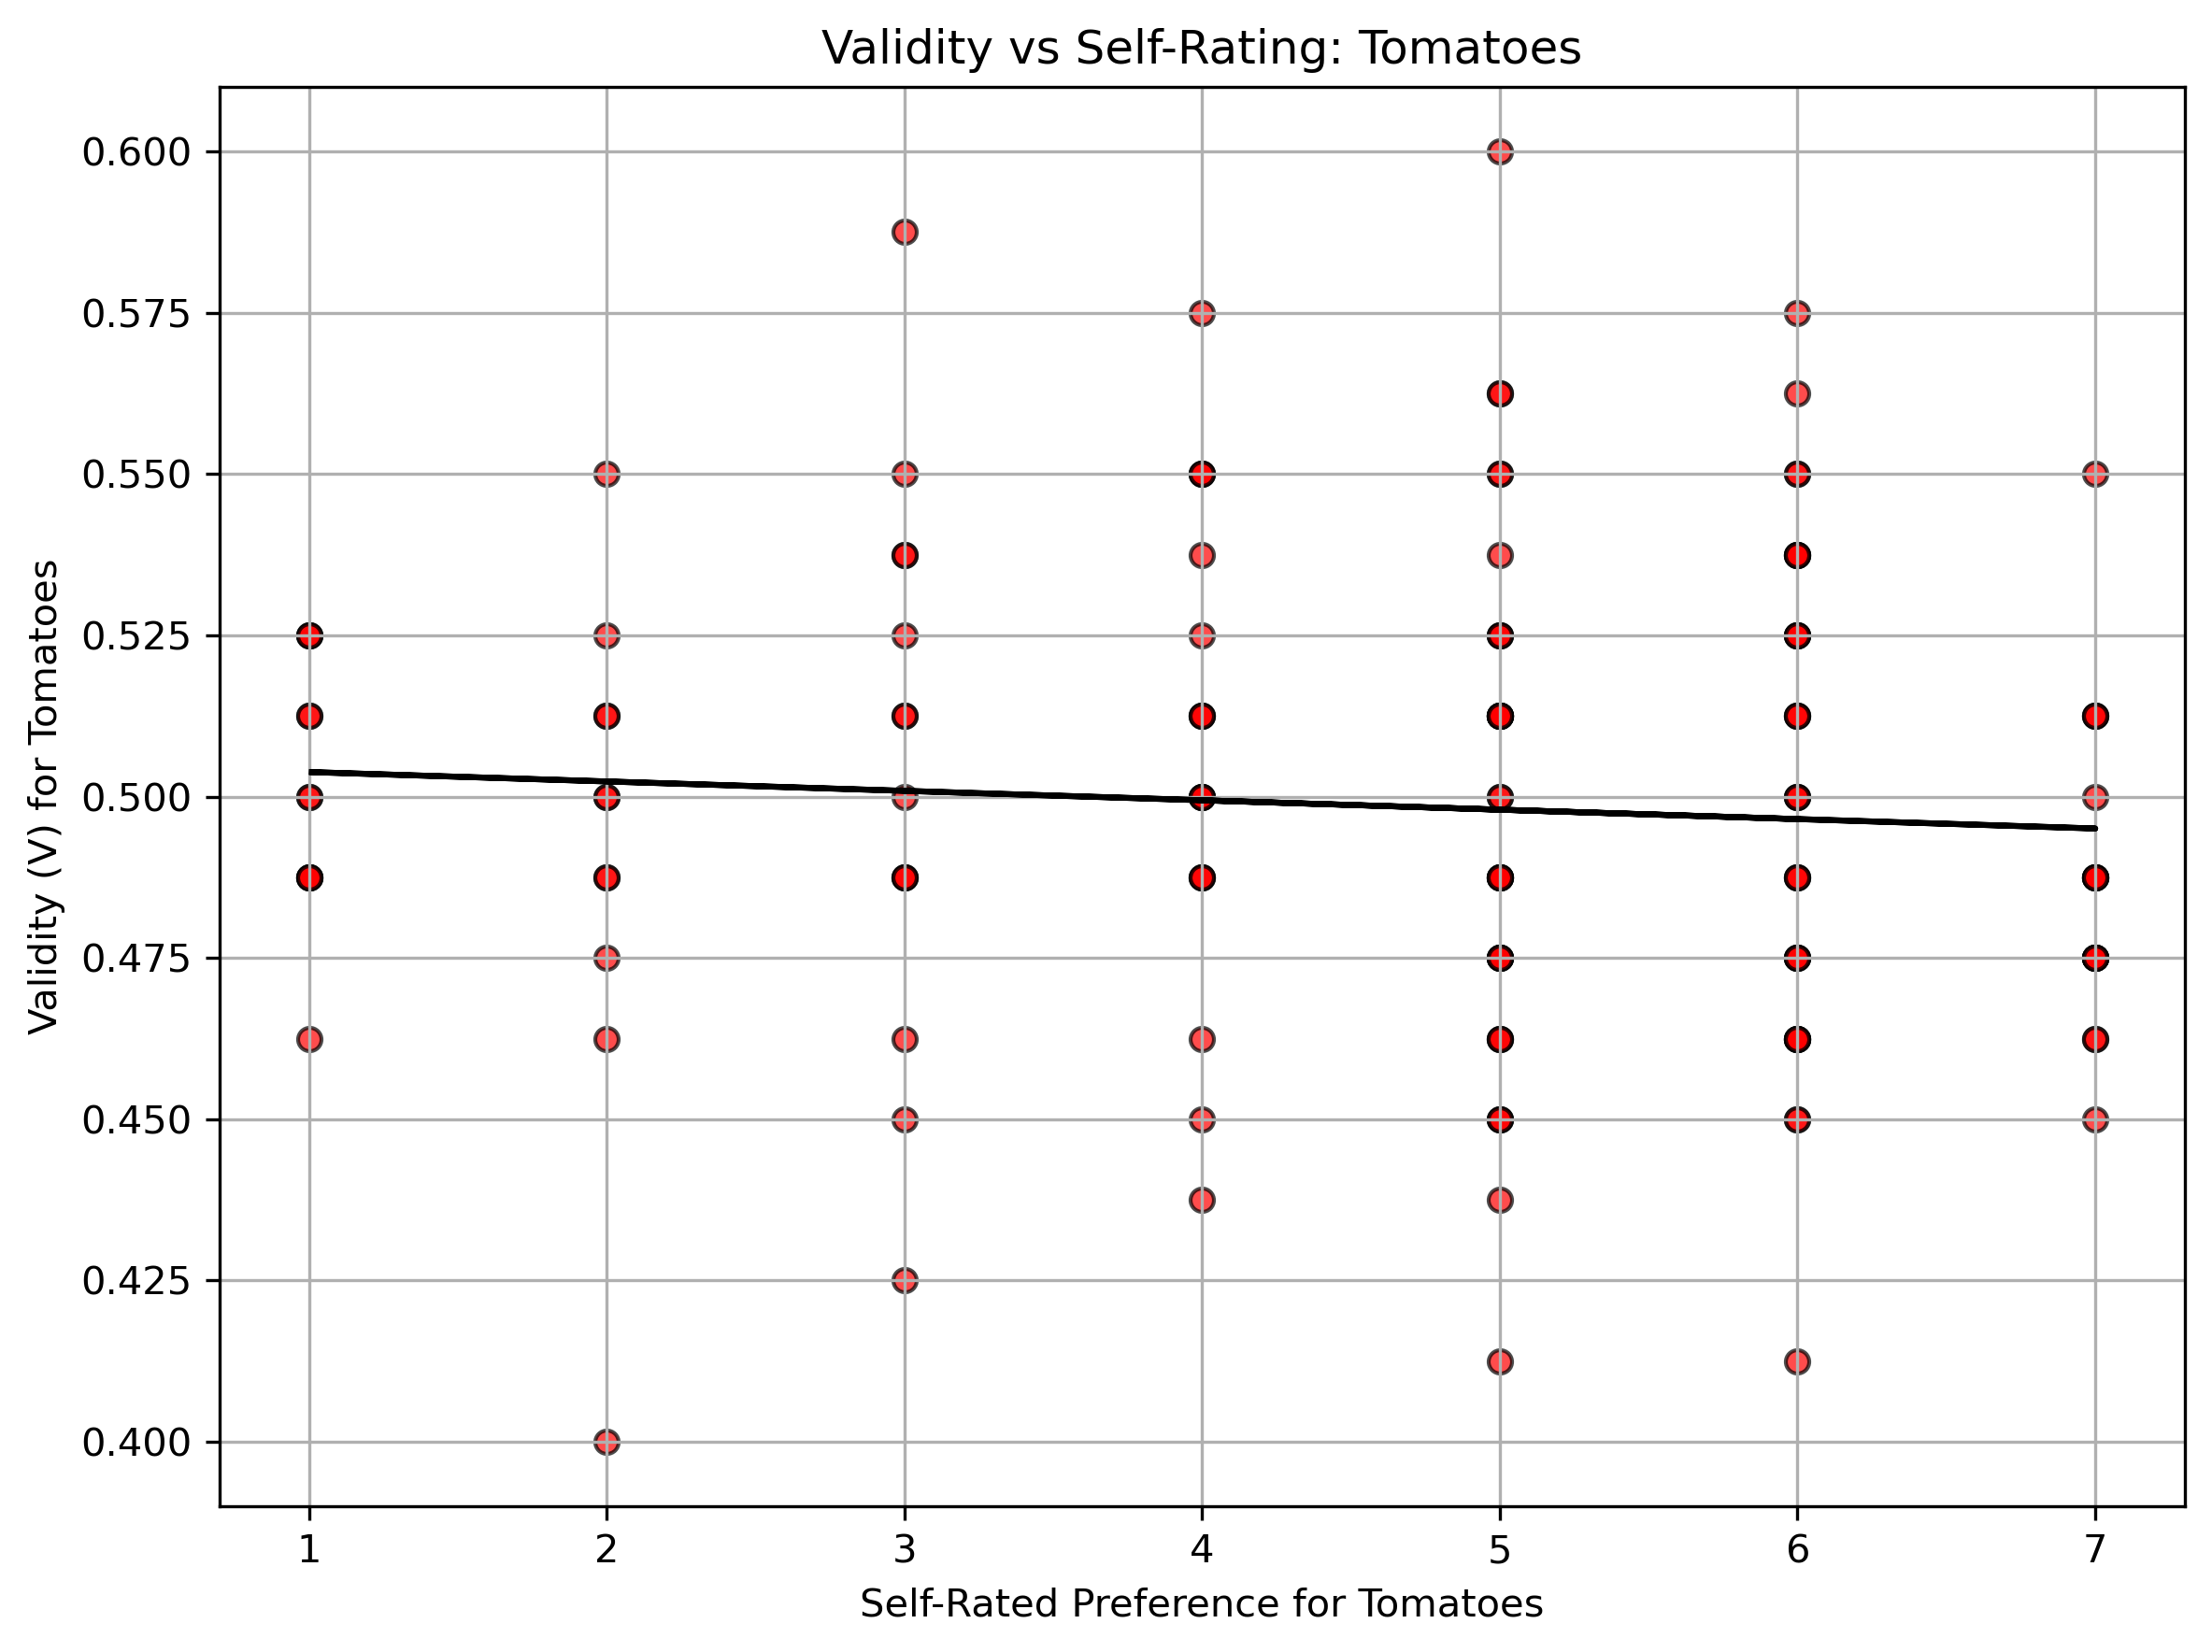 Validity vs Self-Rating: Tomatoes
Validity (V) for Tomatoes
0.600
0.575
0.550
0.525
0.500
0.475
0.450
0.425
0.400
1 2 3 4 5 6 7
Self-Rated Preference for Tomatoes